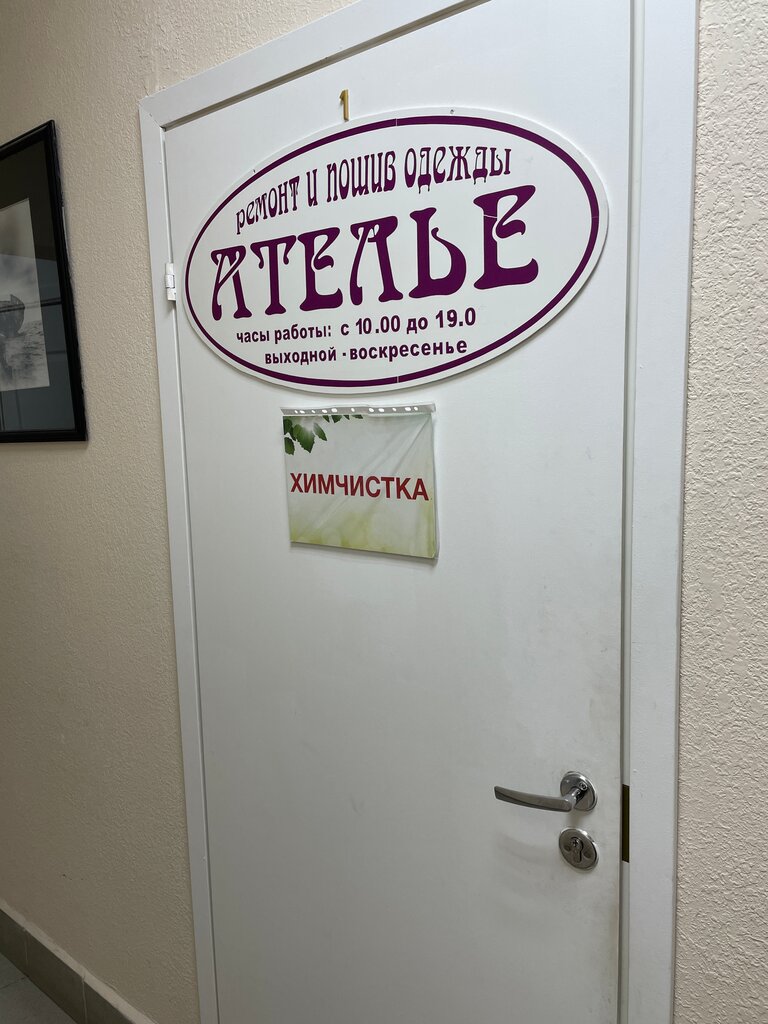 1
ремонт и пошив одежды
АТЕЛЬЕ
часы работы: с 10.00 до 19.0
выходной - воскресенье
ХИМЧИСТКА